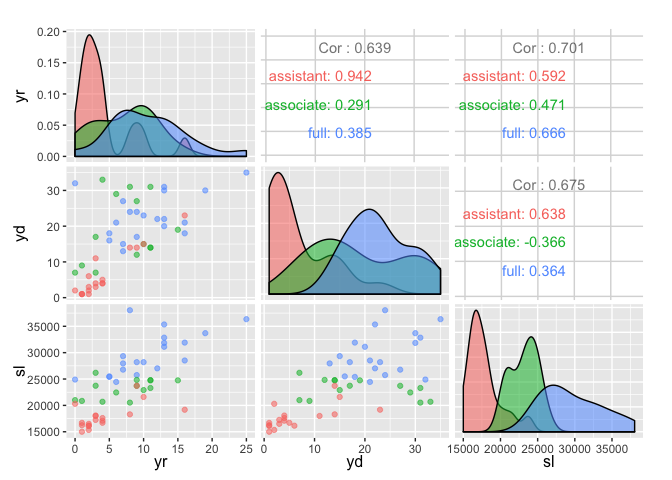 0.20
0.15
0.10
0.05
0.00
yr
Cor : 0.639
assistant: 0.942
associate: 0.291
full: 0.385
Cor : 0.701
assistant: 0.592
associate: 0.471
full: 0.666
30
20
10
0
yd
Cor : 0.675
assistant: 0.638
associate: -0.366
full: 0.364
35000
30000
25000
20000
15000
sl
0 5 10 15 20 25
yr
0 10 20 30
yd
15000 20000 25000 30000 35000
sl